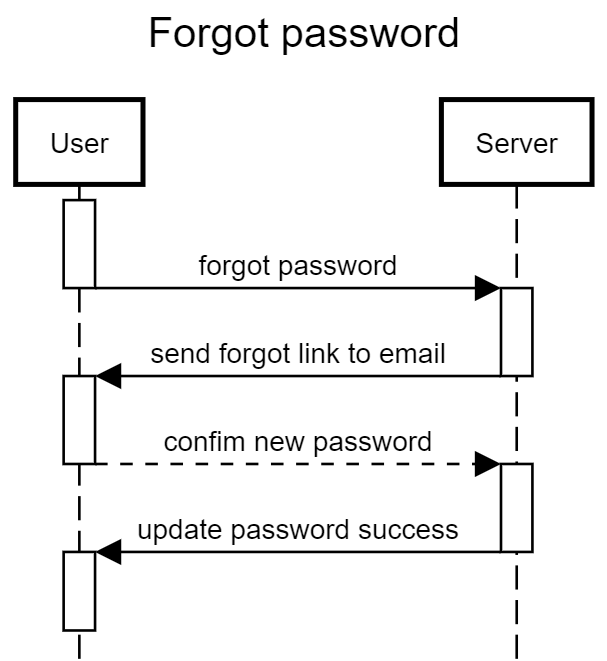 Forgot password
User
Server
forgot password
send forgot link to email
confim new password
update password success